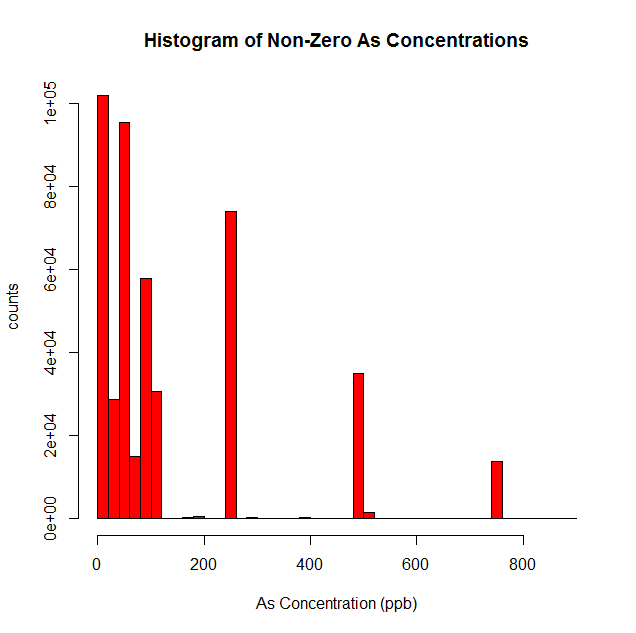 Histogram of Non-Zero As Concentrations
counts
1e+05
8e+04
6e+04
4e+04
2e+04
0e+00
0 200 400 600 800
As Concentration (ppb)